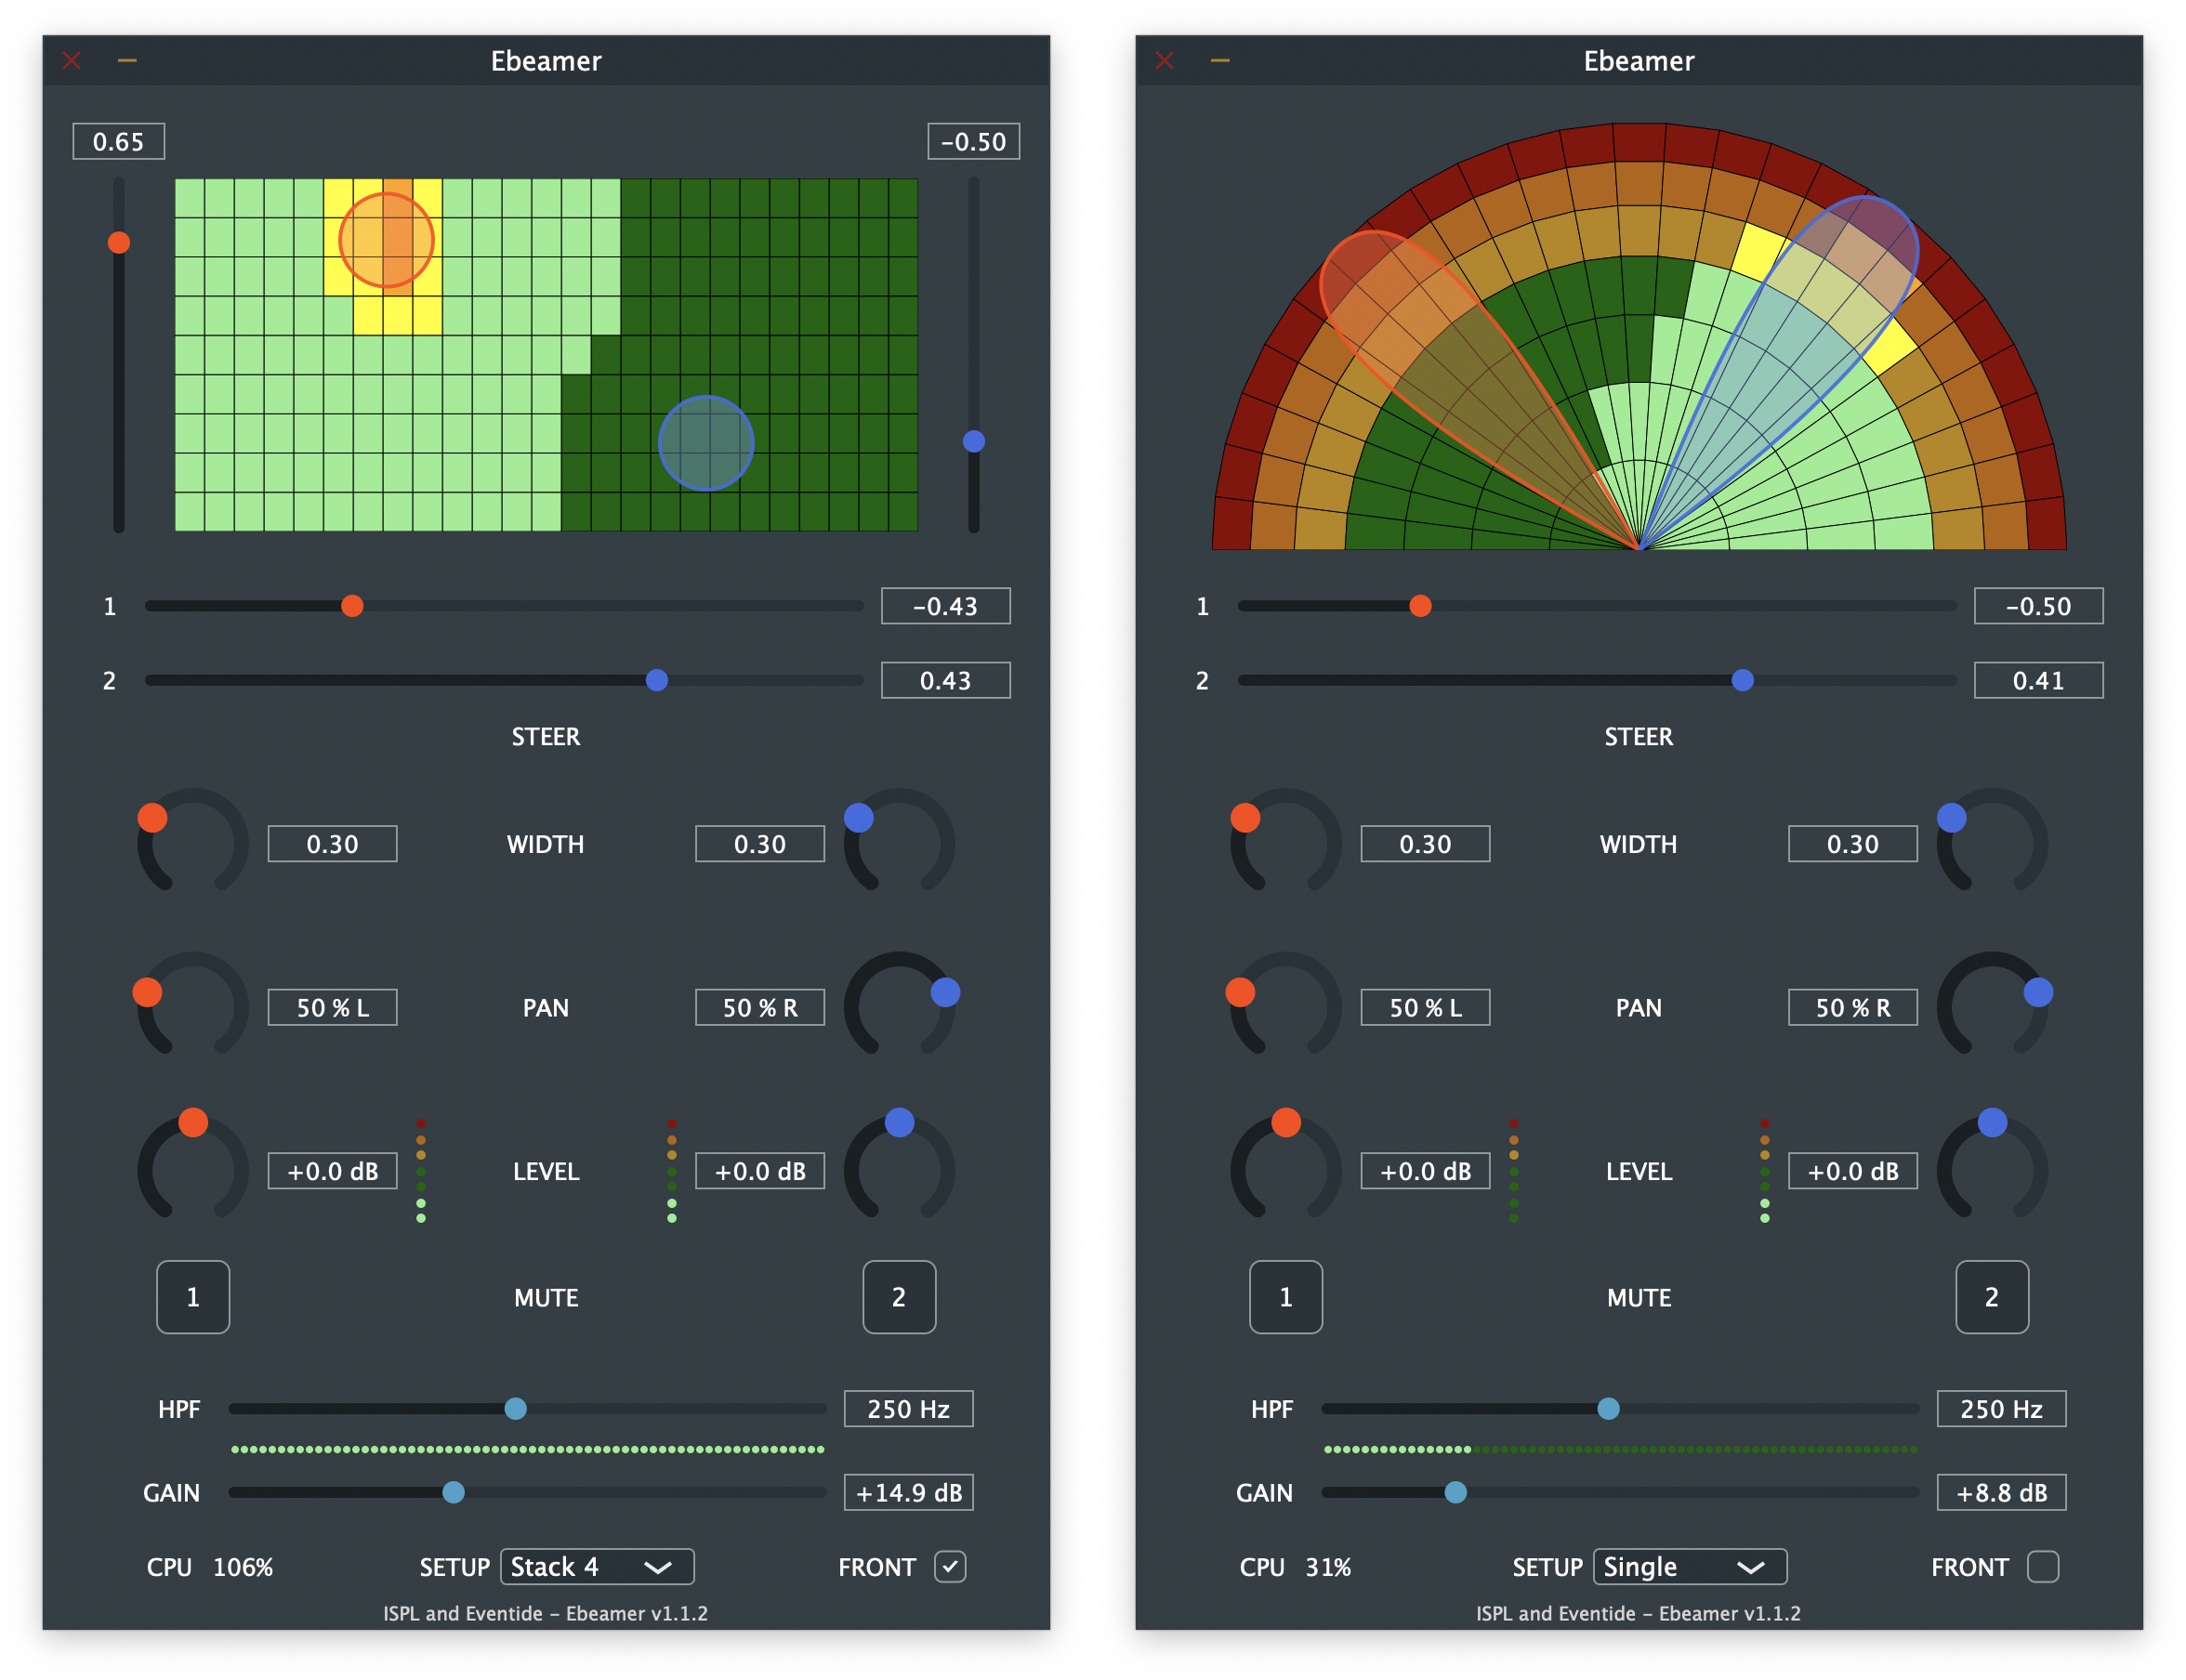 Ebeamer
0.65 −0.50
1 −0.43
2 0.43
STEER
0.30 WIDTH 0.30
50 % L PAN 50 % R
+0.0 dB LEVEL +0.0 dB
1 MUTE 2
HPF 250 Hz
GAIN +14.9 dB
CPU 106% SETUP Stack 4 FRONT
ISPL and Eventide – Ebeamer v1.1.2
Ebeamer
1 −0.50
2 0.41
STEER
0.30 WIDTH 0.30
50 % L PAN 50 % R
+0.0 dB LEVEL +0.0 dB
1 MUTE 2
HPF 250 Hz
GAIN +8.8 dB
CPU 31% SETUP Single FRONT
ISPL and Eventide – Ebeamer v1.1.2